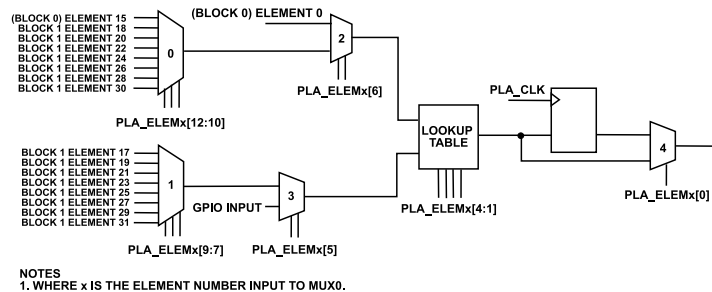 (BLOCK 0) ELEMENT 15
BLOCK 1 ELEMENT 18
BLOCK 1 ELEMENT 20
BLOCK 1 ELEMENT 22
BLOCK 1 ELEMENT 24
BLOCK 1 ELEMENT 26
BLOCK 1 ELEMENT 28
BLOCK 1 ELEMENT 30
0
PLA_ELEMx[12:10]
(BLOCK 0) ELEMENT 0
2
PLA_ELEMx[6]
BLOCK 1 ELEMENT 17
BLOCK 1 ELEMENT 19
BLOCK 1 ELEMENT 21
BLOCK 1 ELEMENT 23
BLOCK 1 ELEMENT 25
BLOCK 1 ELEMENT 27
BLOCK 1 ELEMENT 29
BLOCK 1 ELEMENT 31
1
PLA_ELEMx[9:7]
GPIO INPUT
3
PLA_ELEMx[5]
LOOKUP
TABLE
PLA_ELEMx[4:1]
PLA_CLK
4
PLA_ELEMx[0]
NOTES
1. WHERE x IS THE ELEMENT NUMBER INPUT TO MUX0.